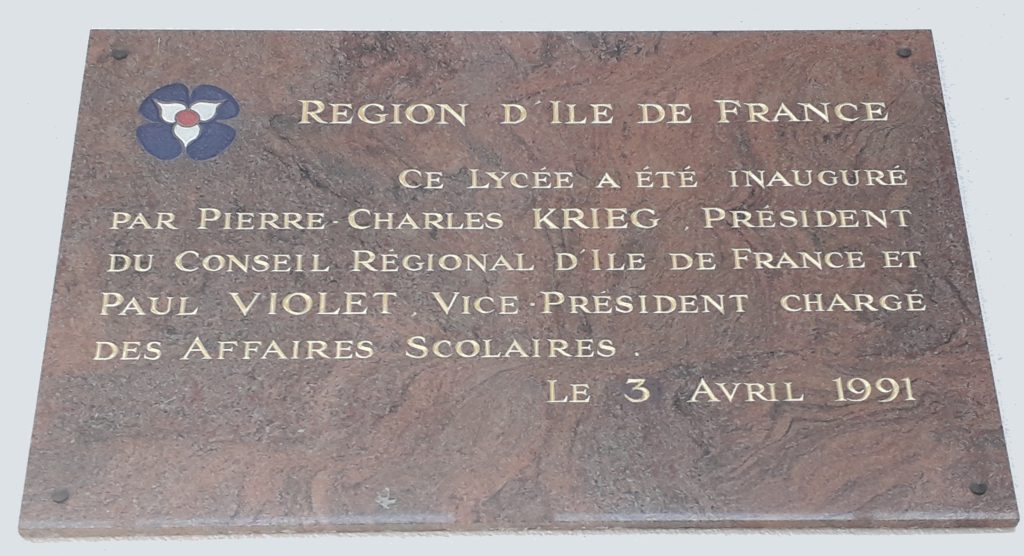 REGION D'ILE DE FRANCE
CE LYCÉE A ÉTÉ INAUGURÉ
PAR PIERRE-CHARLES KRIEG, PRÉSIDENT
DU CONSEIL RÉGIONAL D'ILE DE FRANCE ET
PAUL VIOLET, VICE-PRÉSIDENT CHARGÉ
DES AFFAIRES SCOLAIRES.
LE 3 AVRIL 1991